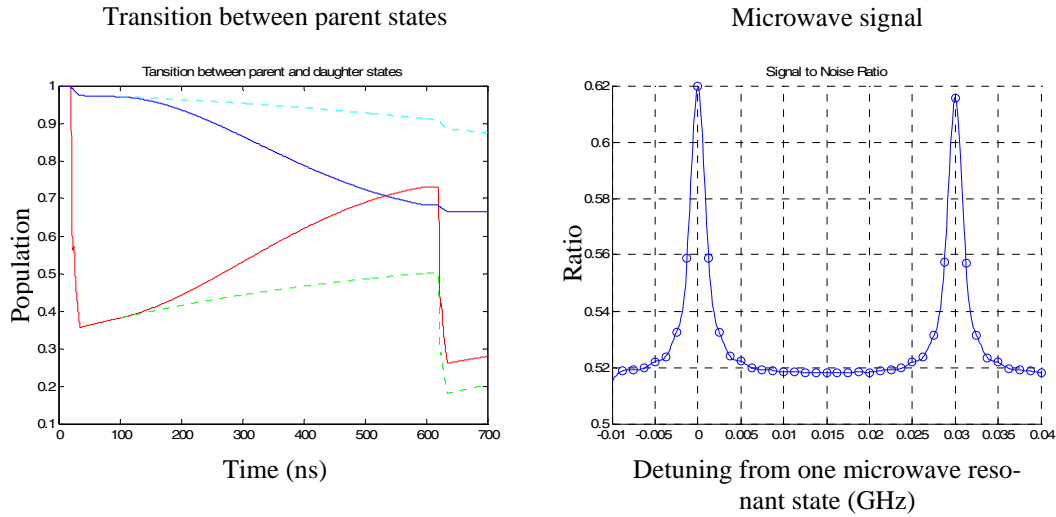 Transition between parent states
Tansition between parent and daughter states
Population
1
0.9
0.8
0.7
0.6
0.5
0.4
0.3
0.2
0.1
0 100 200 300 400 500 600 700
Time (ns)
Microwave signal
Signal to Noise Ratio
Ratio
0.62
0.6
0.58
0.56
0.54
0.52
0.5
-0.01 -0.005 0 0.005 0.01 0.015 0.02 0.025 0.03 0.035 0.04
Detuning from one microwave reso-
nant state (GHz)